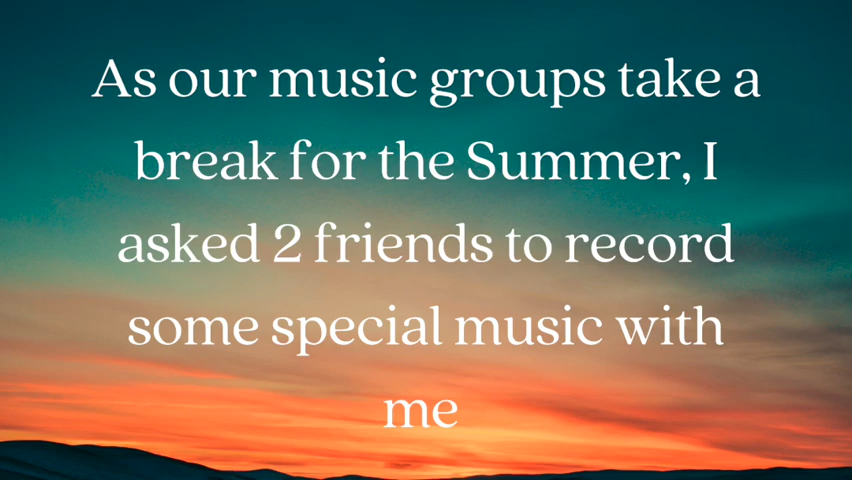 As our music groups take a
break for the Summer, I
asked 2 friends to record
some special music with
me